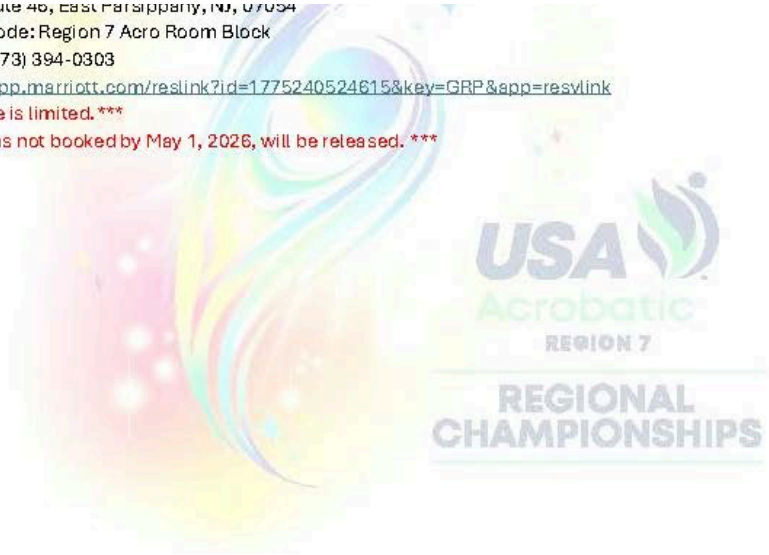 ute 46, East Parsippany, NJ, 07054
ode: Region 7 Acro Room Block
73) 394-0303
pp.marriott.com/reslink?id=1775240524615&key=GRP&app=resvlink
e is limited. ***
s not booked by May 1, 2026, will be released. ***
USA
Acrobatic
REGION 7
REGIONAL
CHAMPIONSHIPS